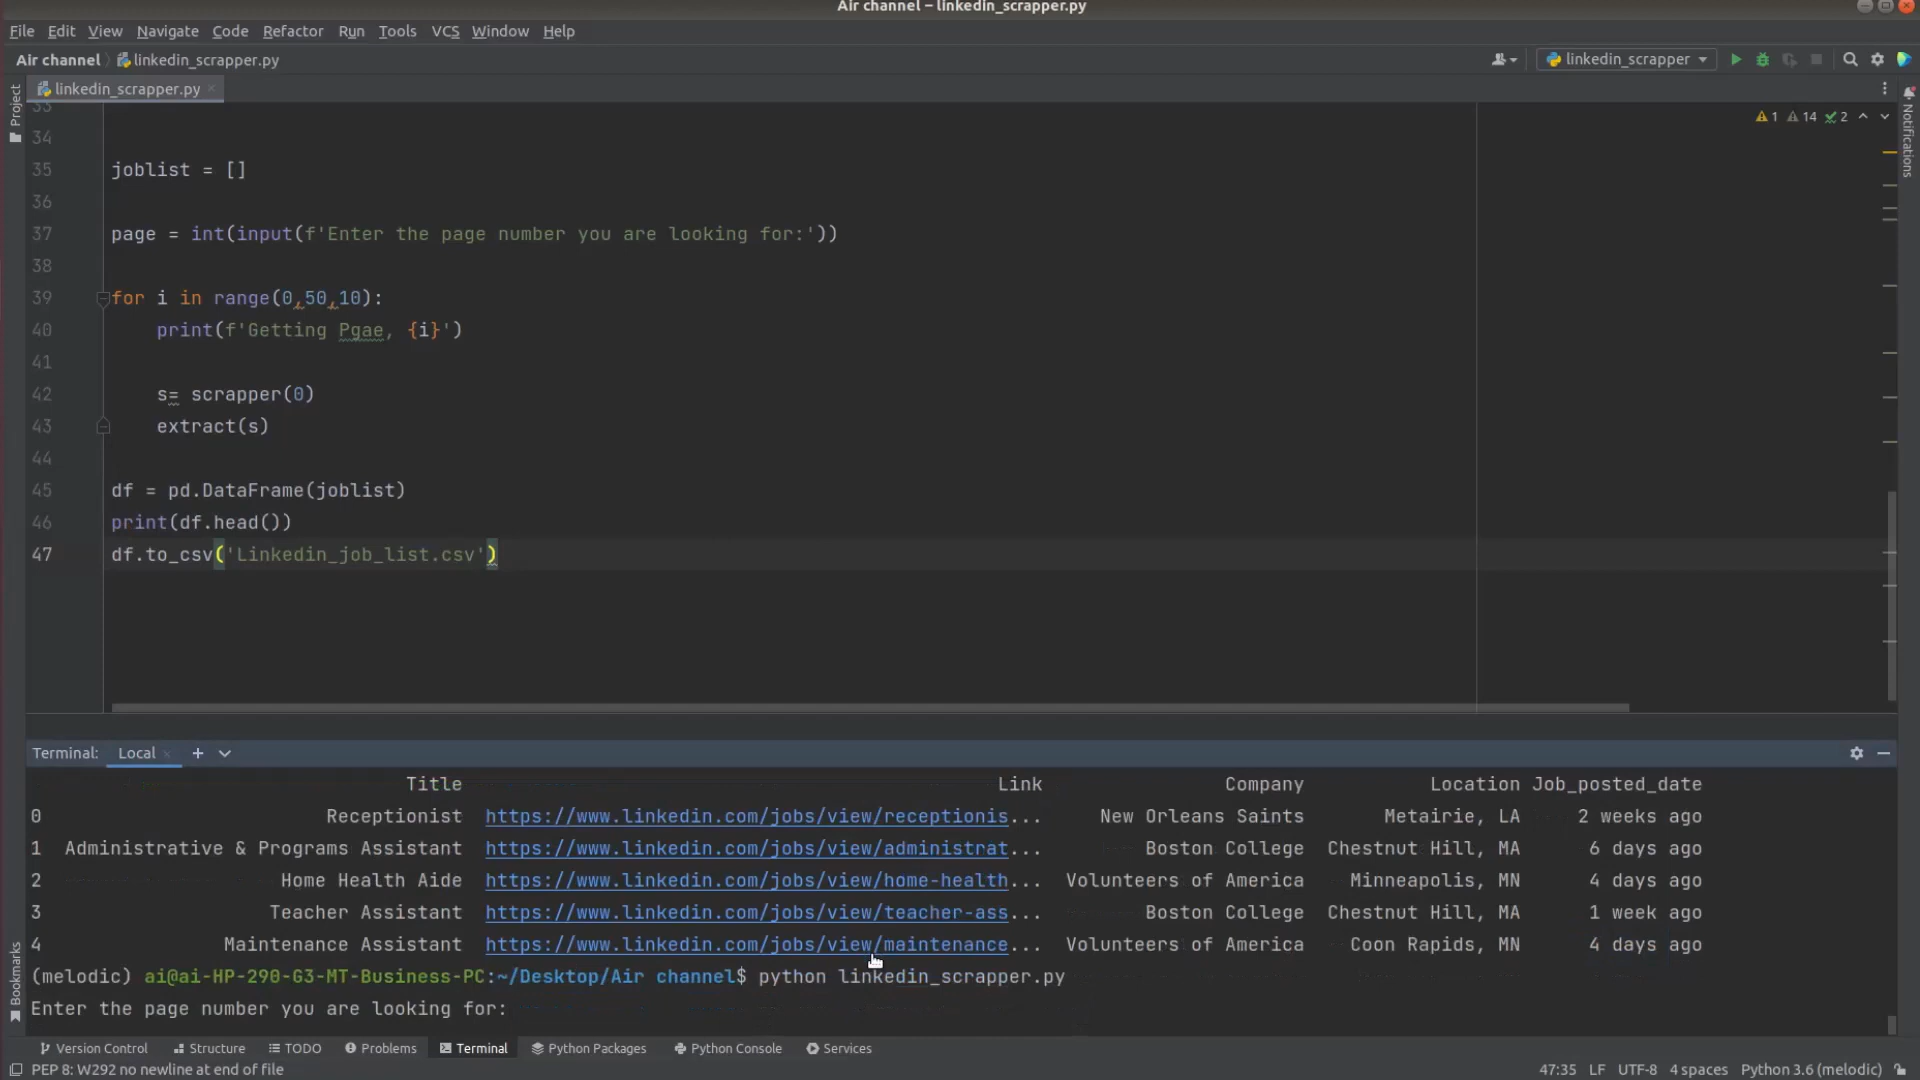 Air channel – linkedin_scrapper.py
File Edit View Navigate Code Refactor Run Tools VCS Window Help
Air channel linkedin_scrapper.py linkedin_scrapper
linkedin_scrapper.py
Project
Notifications
1 14 2
33
34
35 joblist = []
36
37 page = int(input(f'Enter the page number you are looking for:'))
38
39 for i in range(0,50,10):
40 print(f'Getting Pgae, {i}')
41
42 s= scrapper(0)
43 extract(s)
44
45 df = pd.DataFrame(joblist)
46 print(df.head())
47 df.to_csv('Linkedin_job_list.csv')
Terminal: Local
Title Link Company Location Job_posted_date
0 Receptionist https://www.linkedin.com/jobs/view/receptionis... New Orleans Saints Metairie, LA 2 weeks ago
1 Administrative & Programs Assistant https://www.linkedin.com/jobs/view/administrat... Boston College Chestnut Hill, MA 6 days ago
2 Home Health Aide https://www.linkedin.com/jobs/view/home-health... Volunteers of America Minneapolis, MN 4 days ago
3 Teacher Assistant https://www.linkedin.com/jobs/view/teacher-ass... Boston College Chestnut Hill, MA 1 week ago
4 Maintenance Assistant https://www.linkedin.com/jobs/view/maintenance... Volunteers of America Coon Rapids, MN 4 days ago
(melodic) ai@ai-HP-290-G3-MT-Business-PC:~/Desktop/Air channel$ python linkedin_scrapper.py
Enter the page number you are looking for:
Bookmarks
Version Control Structure TODO Problems Terminal Python Packages Python Console Services
PEP 8: W292 no newline at end of file 47:35 LF UTF-8 4 spaces Python 3.6 (melodic)